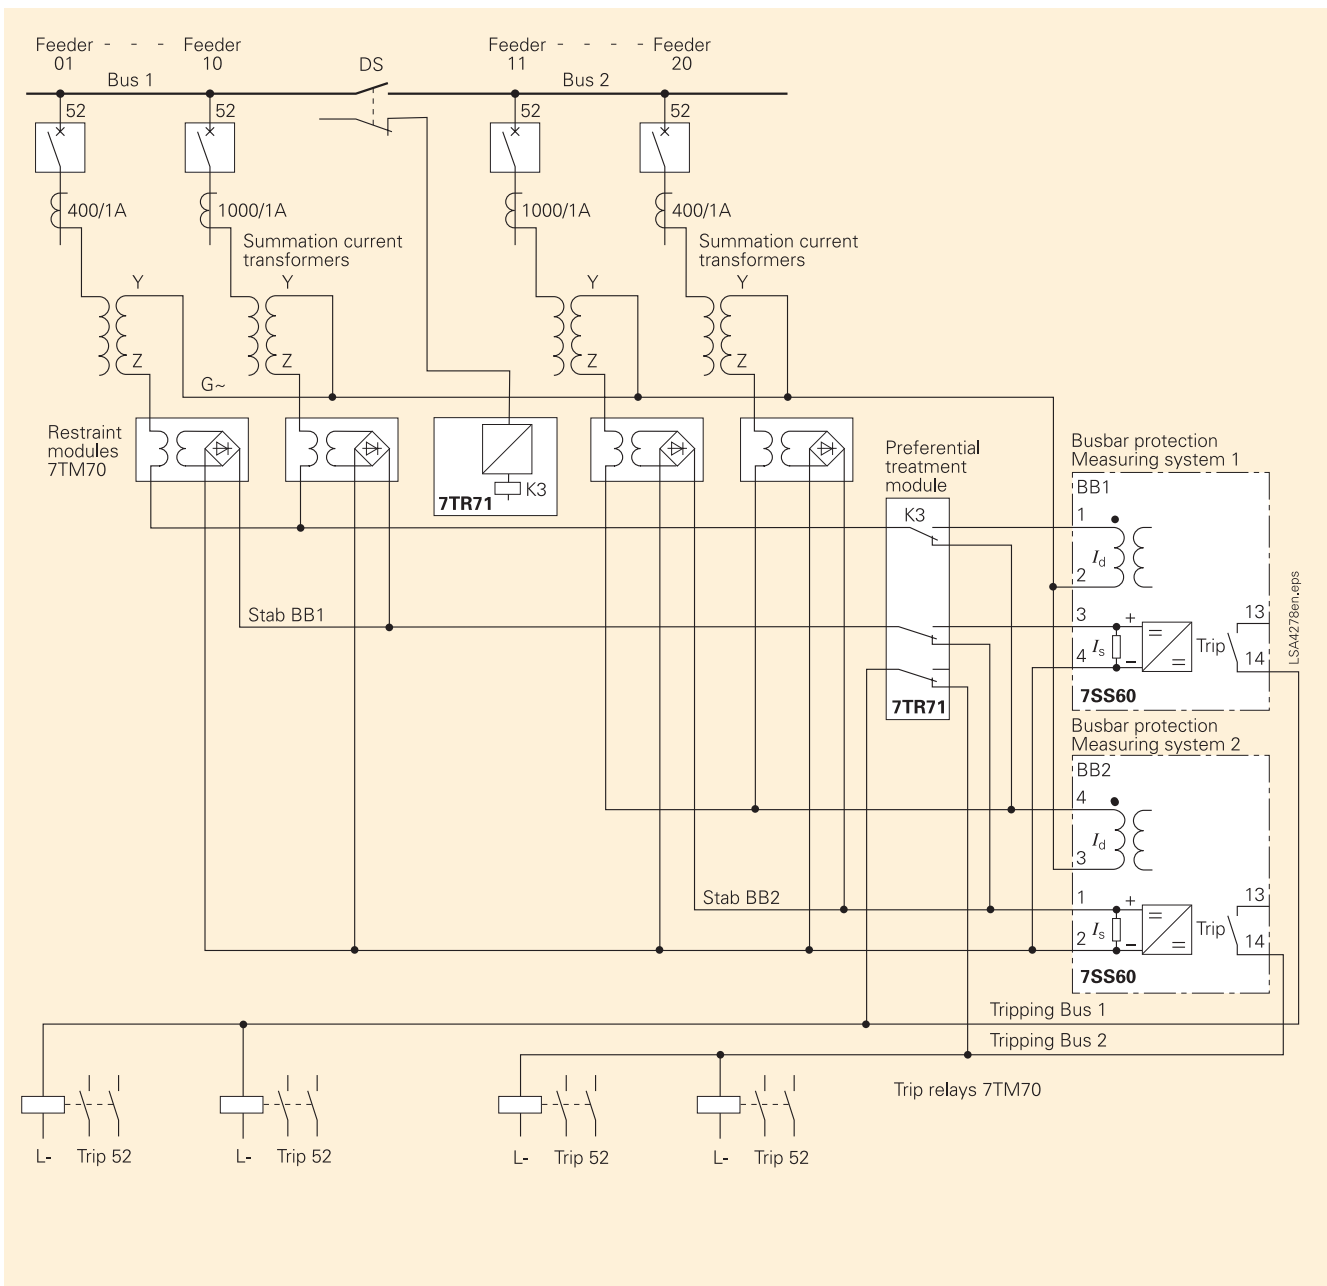 Feeder - - - Feeder
01 10
DS
Feeder - - - - Feeder
11 20
Bus 1
Bus 2
52
52
52
52
400/1A
1000/1A
1000/1A
400/1A
Summation current
transformers
Summation current
transformers
Y
Y
Y
Y
Z
Z
Z
Z
G~
Restraint
modules
7TM70
K3
7TR71
Preferential
treatment
module
K3
7TR71
Busbar protection
Measuring system 1
BB1
1
Id
2
3
+
Is
4
–
=
=
Trip
13
14
7SS60
LSA4278en.eps
Stab BB1
Busbar protection
Measuring system 2
BB2
4
Id
3
1
+
Is
2
–
=
=
Trip
13
14
7SS60
Stab BB2
Tripping Bus 1
Tripping Bus 2
Trip relays 7TM70
L- Trip 52
L- Trip 52
L- Trip 52
L- Trip 52